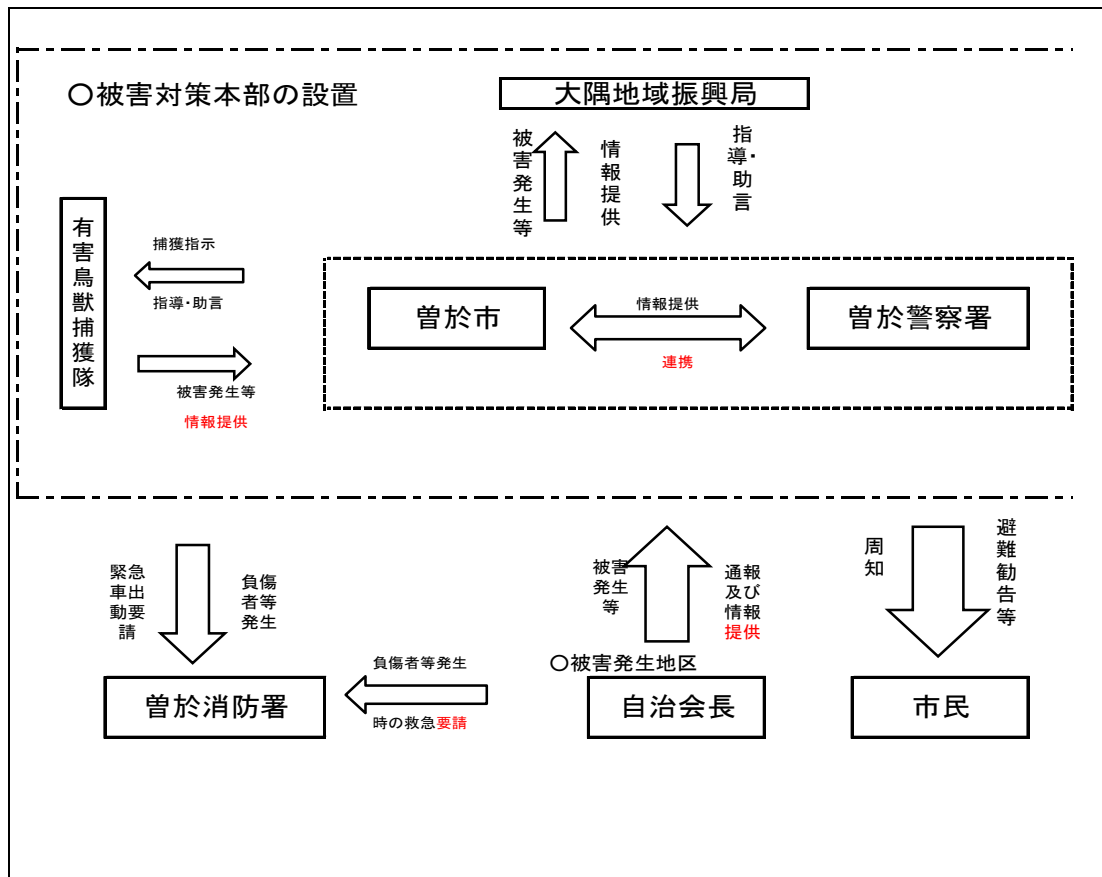 ○被害対策本部の設置
大隅地域振興局
被害発生等
情報提供
指導・助言
有害鳥獣捕獲隊
捕獲指示
指導・助言
被害発生等
情報提供
曽於市
情報提供
連携
曽於警察署
緊急
車出
動要
請
負傷
者等
発生
被害
発生
等
通報
及び
情報
提供
周知
避難勧告等
○被害発生地区
負傷者等発生
時の救急要請
曽於消防署
自治会長
市民